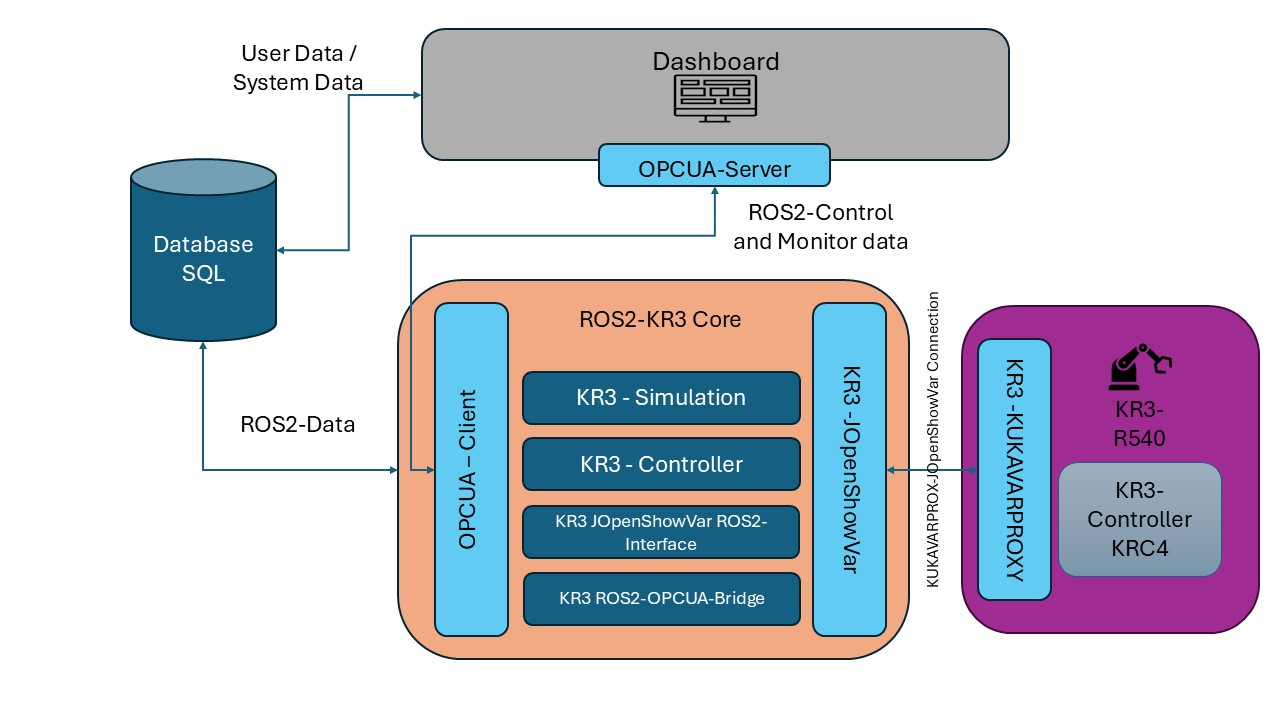 User Data /
System Data
Dashboard
OPCUA-Server
Database
SQL
ROS2-Control
and Monitor data
ROS2-Data
ROS2-KR3 Core
OPCUA – Client
KR3 - Simulation
KR3 - Controller
KR3 JOpenShowVar ROS2-
Interface
KR3 ROS2-OPCUA-Bridge
KR3 -JOpenShowVar
KUKAVARPROX-JOpenShowVar Connection
KR3 -KUKAVARPROXY
KR3-
R540
KR3-
Controller
KRC4